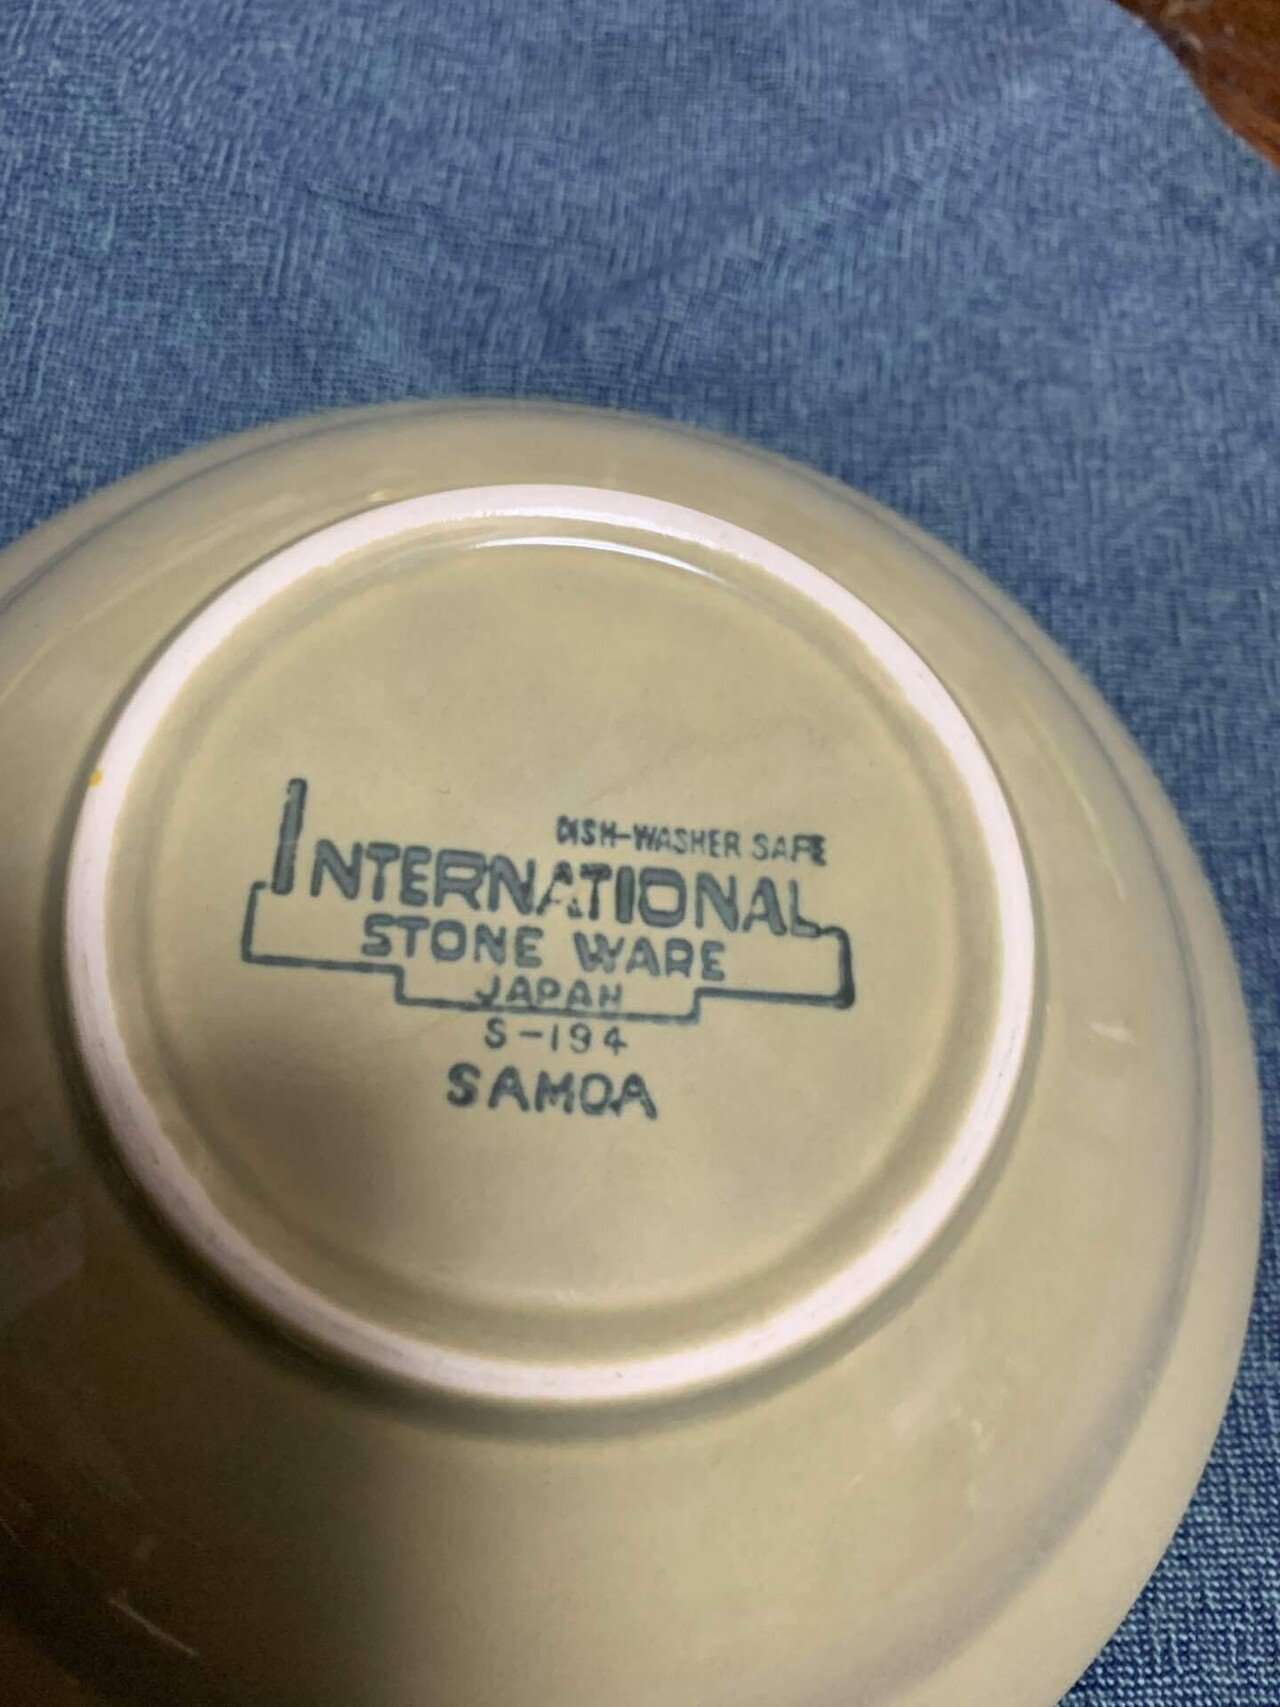 DISH-WASHER SAFE
INTERNATIONAL
STONE WARE
JAPAN
S-194
SAMOA